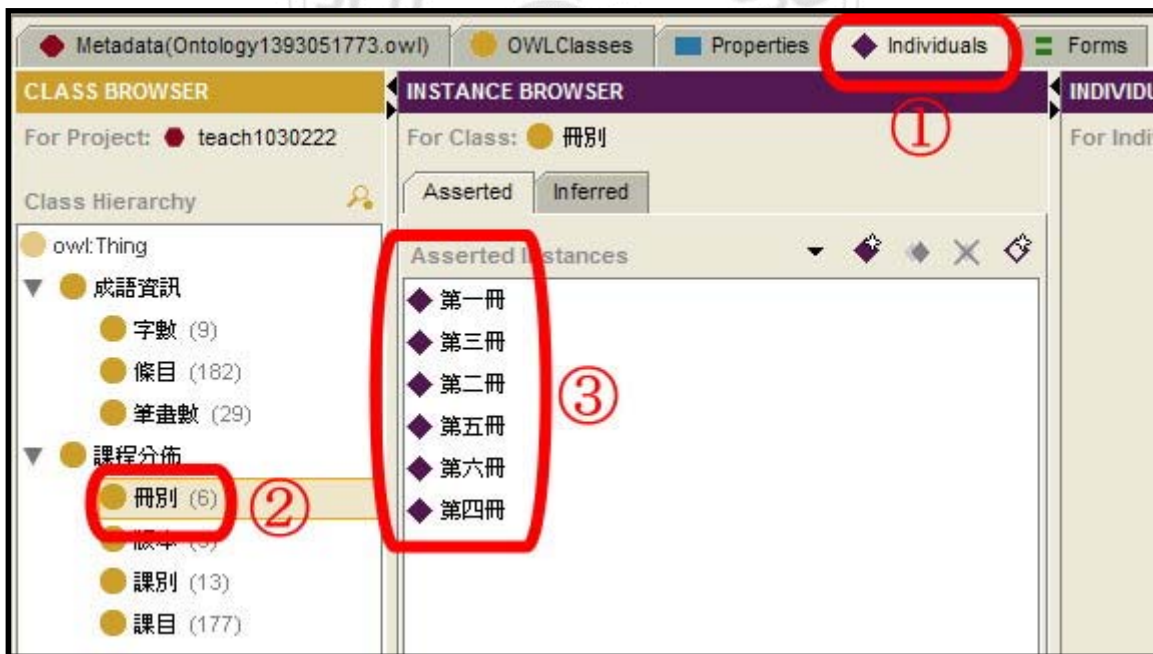 Metadata(Ontology1393051773.owl) OWLClasses Properties Individuals Forms
CLASS BROWSER
For Project: teach1030222
Class Hierarchy
owl:Thing
成語資訊
字數 (9)
條目 (182)
筆畫數 (29)
課程分佈
冊別 (6)
版本
課別 (13)
課目 (177)
②
INSTANCE BROWSER
For Class: 冊別
Asserted Inferred
Asserted Instances
第一冊
第三冊
第二冊
第五冊
第六冊
第四冊
③
①
INDIVIDU
For Indi